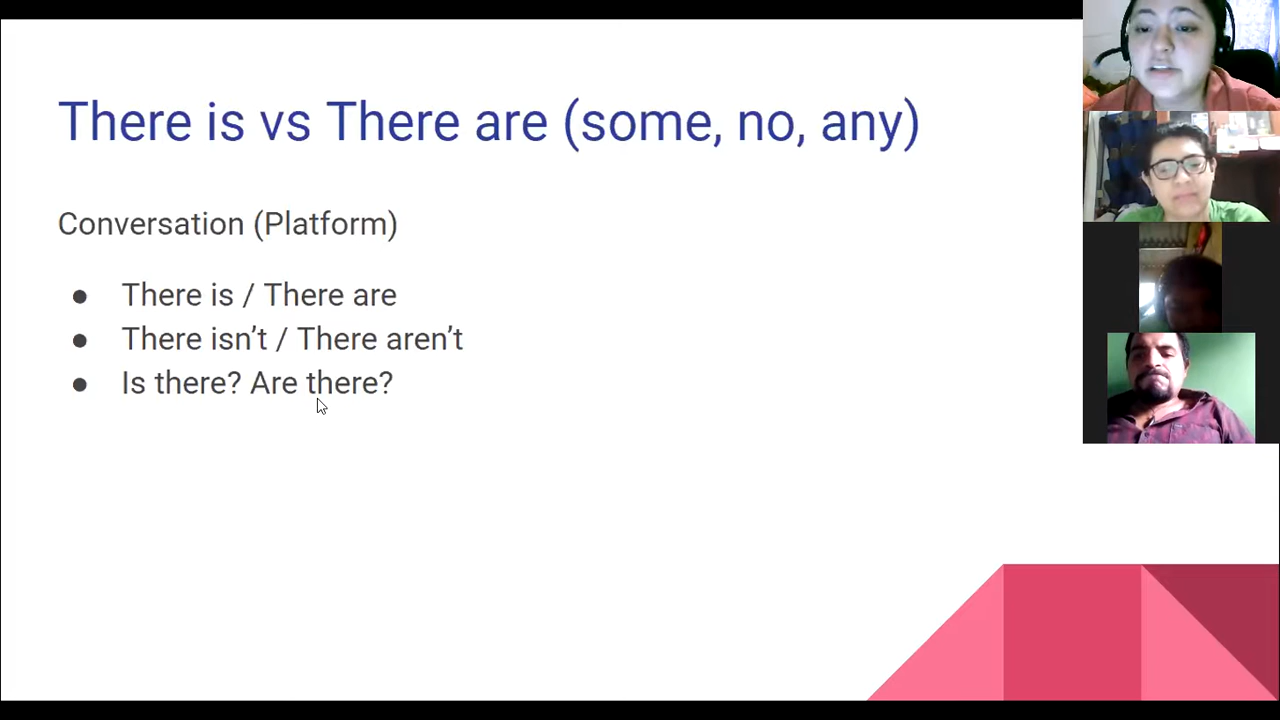 There is vs There are (some, no, any)
Conversation (Platform)
● There is / There are
● There isn’t / There aren’t
● Is there? Are there?